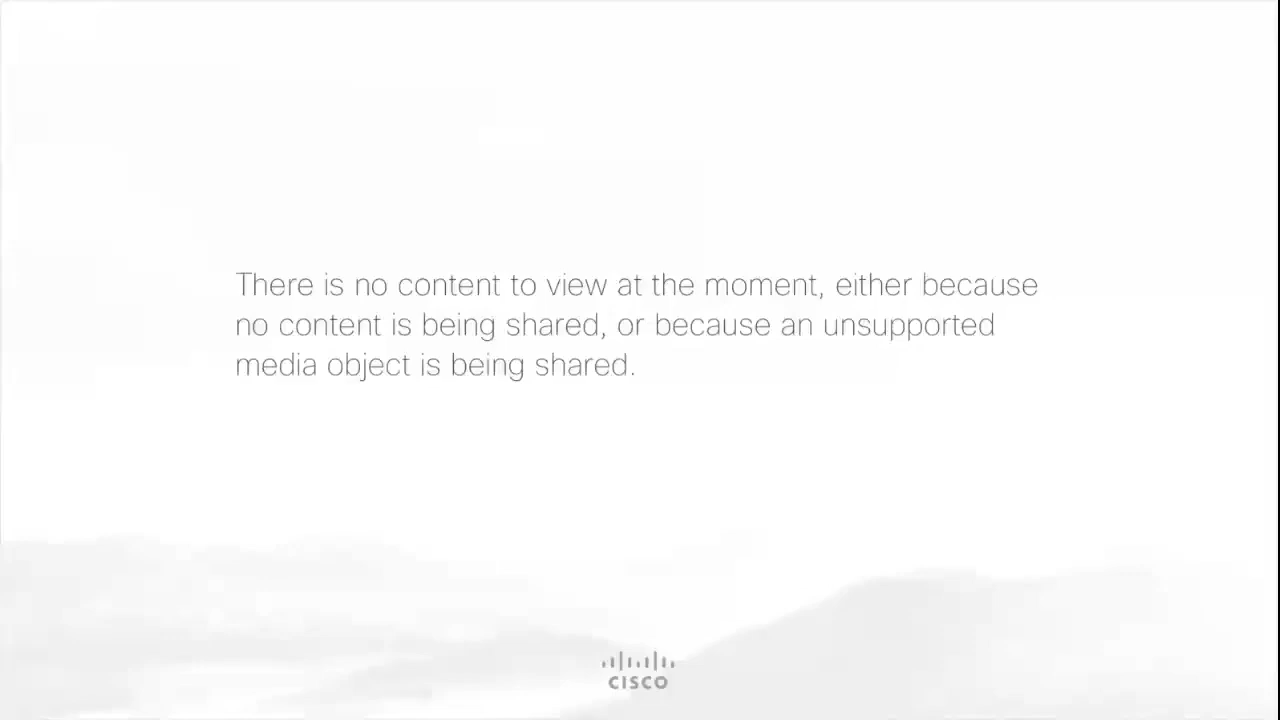 There is no content to view at the moment, either because
no content is being shared, or because an unsupported
media object is being shared.
CISCO